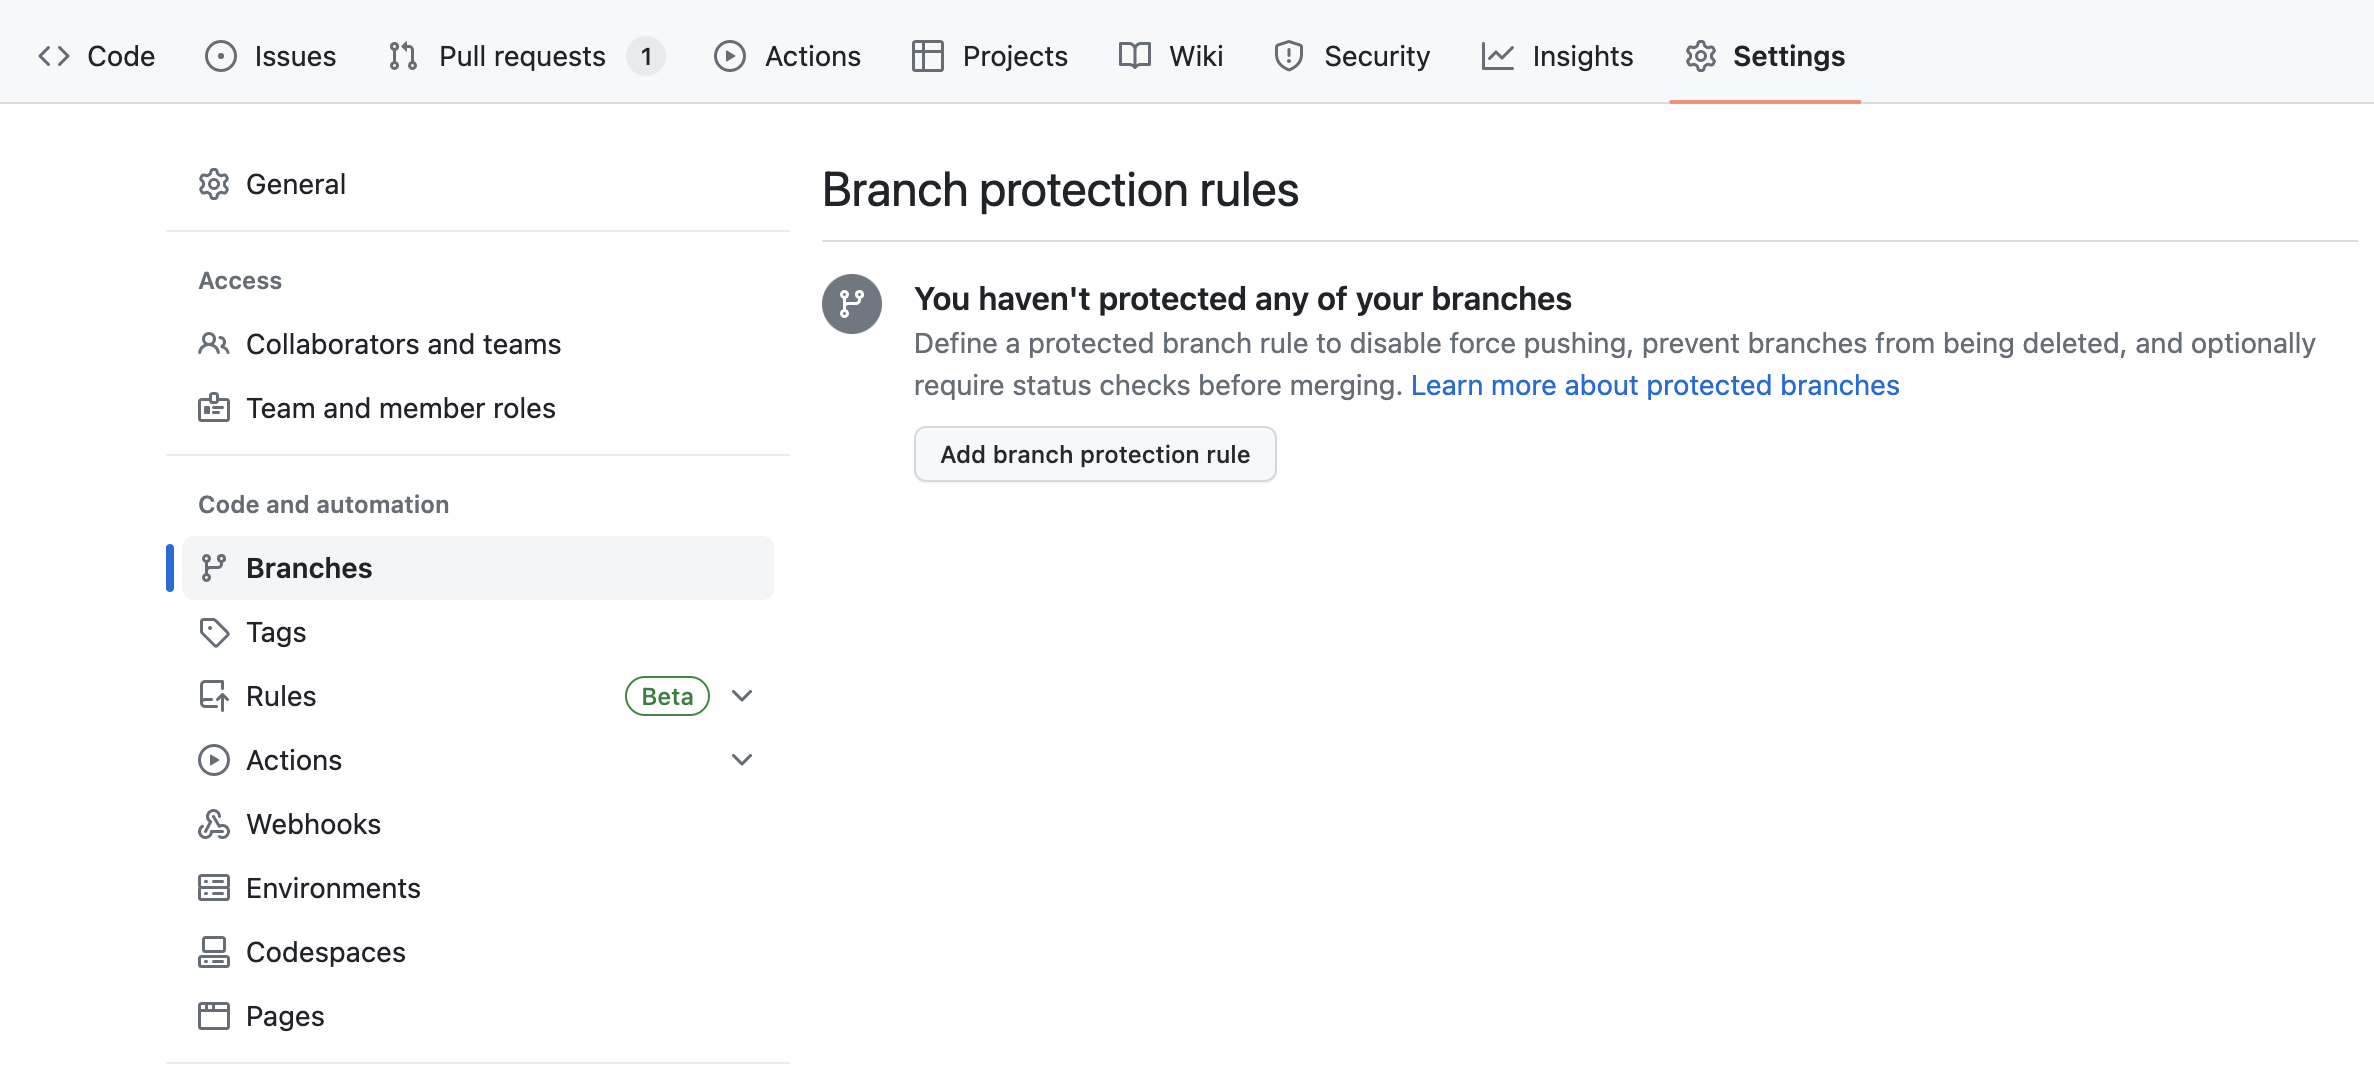 Code Issues Pull requests 1 Actions Projects Wiki Security Insights Settings
General
Access
Collaborators and teams
Team and member roles
Code and automation
Branches
Tags
Rules Beta
Actions
Webhooks
Environments
Codespaces
Pages
Branch protection rules
You haven't protected any of your branches
Define a protected branch rule to disable force pushing, prevent branches from being deleted, and optionally
require status checks before merging. Learn more about protected branches
Add branch protection rule